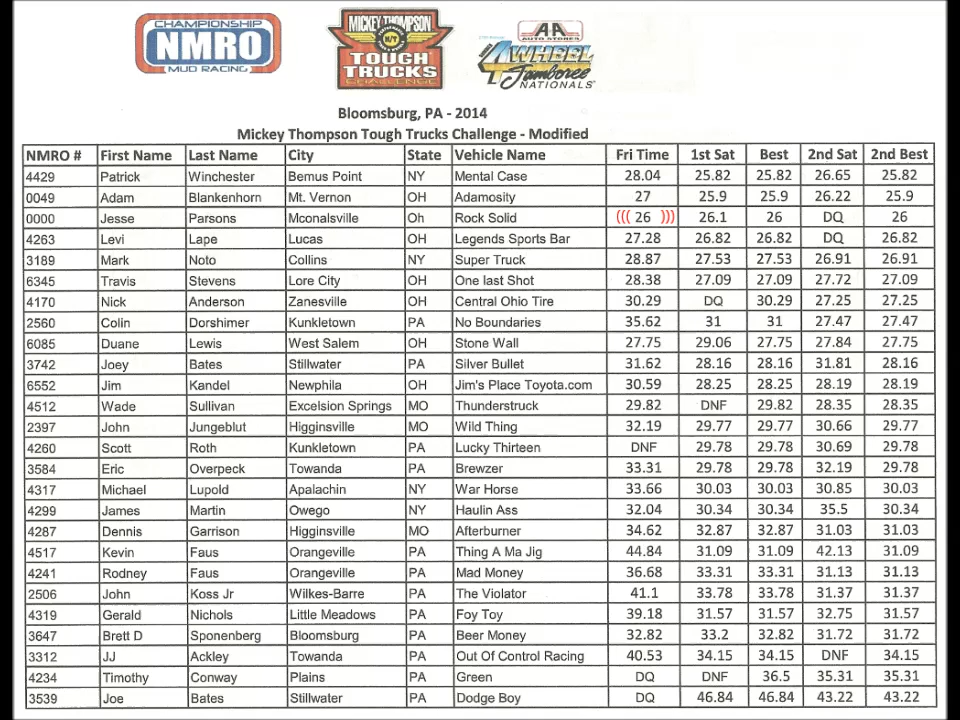 CHAMPIONSHIP
NMRO
MUD RACING
MICKEY THOMPSON
M/T
TOUGH
TRUCKS
CHALLENGE
AA
AUTO STORES
4WHEEL
Jamboree
NATIONALS
Bloomsburg, PA - 2014
Mickey Thompson Tough Trucks Challenge - Modified
NMRO # First Name Last Name City State Vehicle Name Fri Time 1st Sat Best 2nd Sat 2nd Best
4429 Patrick Winchester Bemus Point NY Mental Case 28.04 25.82 25.82 26.65 25.82
0049 Adam Blankenhorn Mt. Vernon OH Adamosity 27 25.9 25.9 26.22 25.9
0000 Jesse Parsons Mconalsville Oh Rock Solid ((( 26 ))) 26.1 26 DQ 26
4263 Levi Lape Lucas OH Legends Sports Bar 27.28 26.82 26.82 DQ 26.82
3189 Mark Noto Collins NY Super Truck 28.87 27.53 27.53 26.91 26.91
6345 Travis Stevens Lore City OH One last Shot 28.38 27.09 27.09 27.72 27.09
4170 Nick Anderson Zanesville OH Central Ohio Tire 30.29 DQ 30.29 27.25 27.25
2560 Colin Dorshimer Kunkletown PA No Boundaries 35.62 31 31 27.47 27.47
6085 Duane Lewis West Salem OH Stone Wall 27.75 29.06 27.75 27.84 27.75
3742 Joey Bates Stillwater PA Silver Bullet 31.62 28.16 28.16 31.81 28.16
6552 Jim Kandel Newphila OH Jim's Place Toyota.com 30.59 28.25 28.25 28.19 28.19
4512 Wade Sullivan Excelsion Springs MO Thunderstruck 29.82 DNF 29.82 28.35 28.35
2397 John Jungeblut Higginsville MO Wild Thing 32.19 29.77 29.77 30.66 29.77
4260 Scott Roth Kunkletown PA Lucky Thirteen DNF 29.78 29.78 30.69 29.78
3584 Eric Overpeck Towanda PA Brewzer 33.31 29.78 29.78 32.19 29.78
4317 Michael Lupold Apalachin NY War Horse 33.66 30.03 30.03 30.85 30.03
4299 James Martin Owego NY Haulin Ass 32.04 30.34 30.34 35.5 30.34
4287 Dennis Garrison Higginsville MO Afterburner 34.62 32.87 32.87 31.03 31.03
4517 Kevin Faus Orangeville PA Thing A Ma Jig 44.84 31.09 31.09 42.13 31.09
4241 Rodney Faus Orangeville PA Mad Money 36.68 33.31 33.31 31.13 31.13
2506 John Koss Jr Wilkes-Barre PA The Violator 41.1 33.78 33.78 31.37 31.37
4319 Gerald Nichols Little Meadows PA Foy Toy 39.18 31.57 31.57 32.75 31.57
3647 Brett D Sponenberg Bloomsburg PA Beer Money 32.82 33.2 32.82 31.72 31.72
3312 JJ Ackley Towanda PA Out Of Control Racing 40.53 34.15 34.15 DNF 34.15
4234 Timothy Conway Plains PA Green DQ DNF 36.5 35.31 35.31
3539 Joe Bates Stillwater PA Dodge Boy DQ 46.84 46.84 43.22 43.22